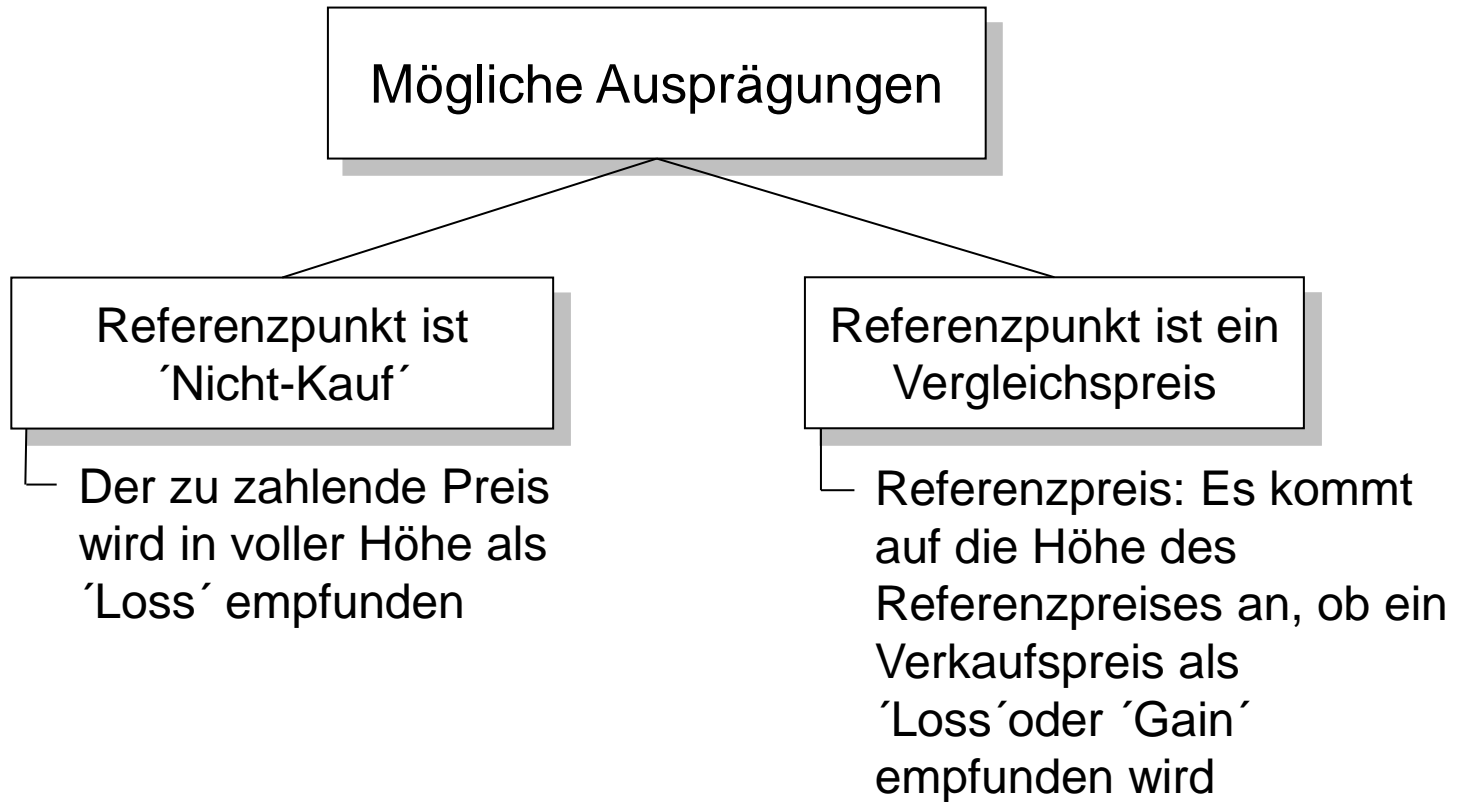 Mögliche Ausprägungen
Referenzpunkt ist
´Nicht-Kauf´
Der zu zahlende Preis
wird in voller Höhe als
´Loss´ empfunden
Referenzpunkt ist ein
Vergleichspreis
Referenzpreis: Es kommt
auf die Höhe des
Referenzpreises an, ob ein
Verkaufspreis als
´Loss´oder ´Gain´
empfunden wird